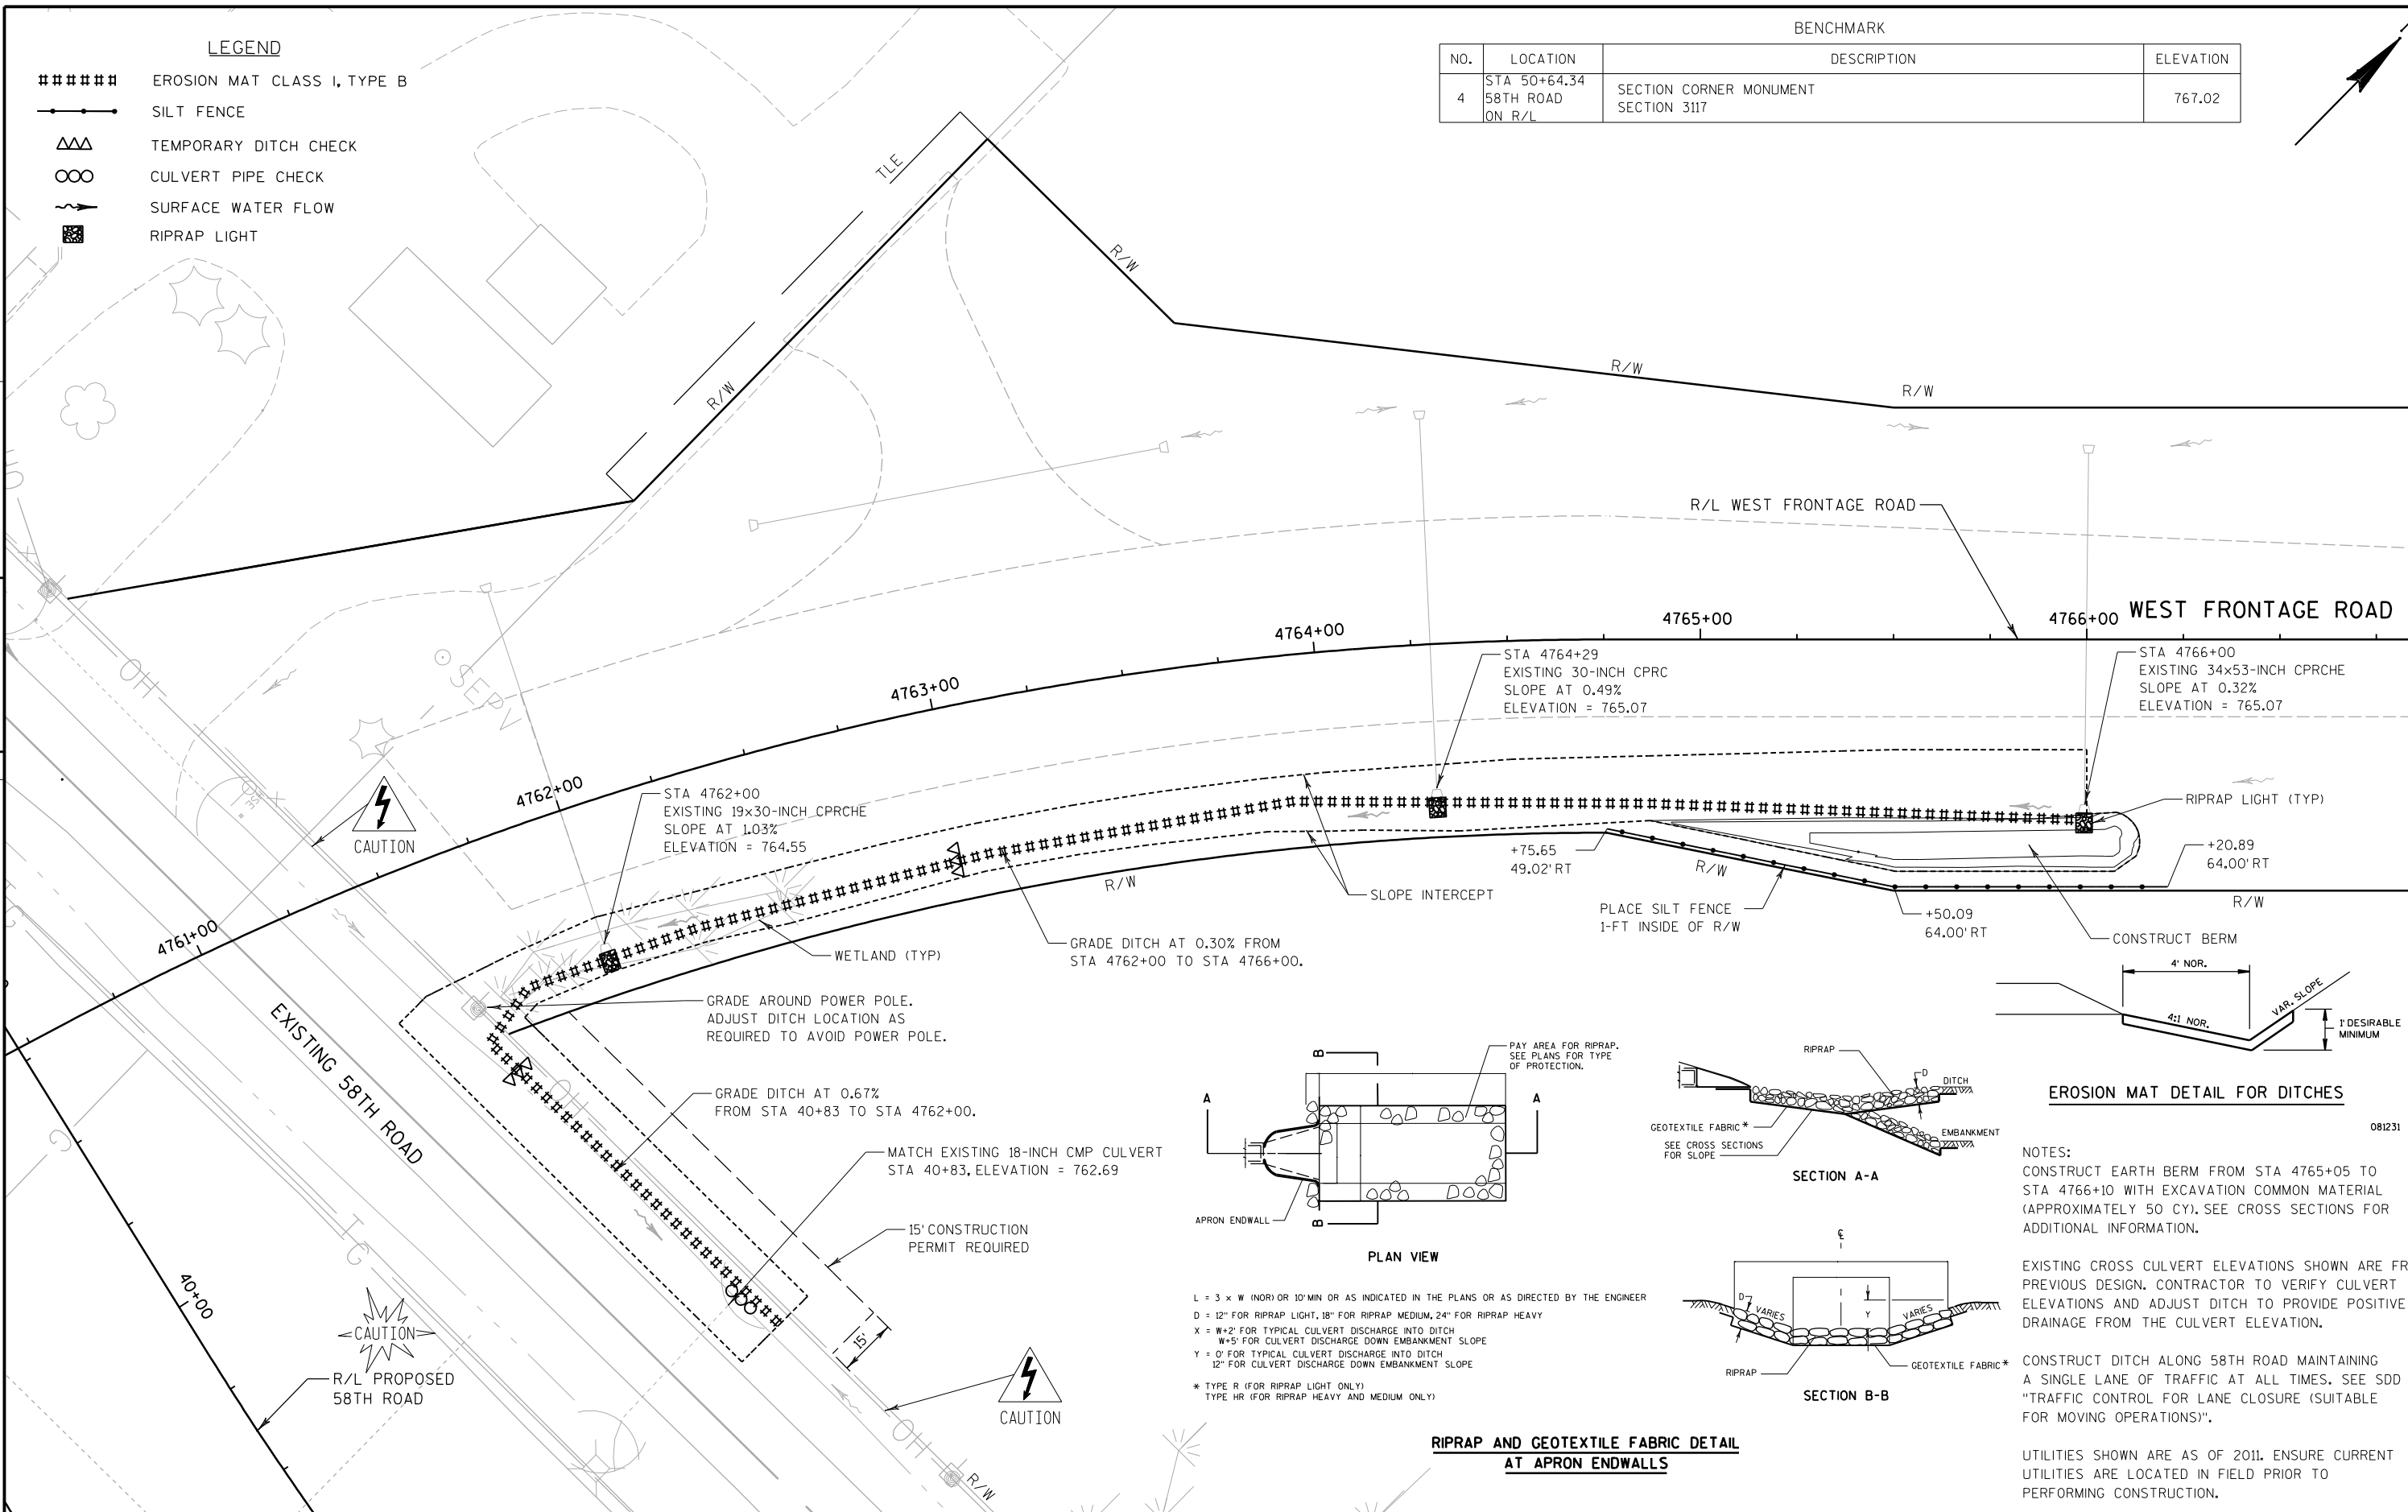 LEGEND
EROSION MAT CLASS I, TYPE B
SILT FENCE
TEMPORARY DITCH CHECK
CULVERT PIPE CHECK
SURFACE WATER FLOW
RIPRAP LIGHT
BENCHMARK
NO. LOCATION DESCRIPTION ELEVATION
4
STA 50+64.34
58TH ROAD
ON R/L
SECTION CORNER MONUMENT
SECTION 3117
767.02
TLE
R/W
R/W
R/W
R/W
R/L WEST FRONTAGE ROAD
WEST FRONTAGE ROAD
4766+00
4765+00
4764+00
4763+00
4762+00
4761+00
STA 4764+29
EXISTING 30-INCH CPRC
SLOPE AT 0.49%
ELEVATION = 765.07
STA 4766+00
EXISTING 34x53-INCH CPRCHE
SLOPE AT 0.32%
ELEVATION = 765.07
STA 4762+00
EXISTING 19x30-INCH CPRCHE
SLOPE AT 1.03%
ELEVATION = 764.55
RIPRAP LIGHT (TYP)
OH
SEPV
CAUTION
+75.65
49.02' RT
R/W
R/W
SLOPE INTERCEPT
PLACE SILT FENCE
1-FT INSIDE OF R/W
+20.89
64.00' RT
+50.09
64.00' RT
R/W
CONSTRUCT BERM
WETLAND (TYP)
GRADE DITCH AT 0.30% FROM
STA 4762+00 TO STA 4766+00.
GRADE AROUND POWER POLE.
ADJUST DITCH LOCATION AS
REQUIRED TO AVOID POWER POLE.
EXISTING 58TH ROAD
OH
GRADE DITCH AT 0.67%
FROM STA 40+83 TO STA 4762+00.
MATCH EXISTING 18-INCH CMP CULVERT
STA 40+83, ELEVATION = 762.69
15' CONSTRUCTION
PERMIT REQUIRED
15'
40+00
CAUTION
R/L PROPOSED
58TH ROAD
CAUTION
OH
R/W
B
PAY AREA FOR RIPRAP.
SEE PLANS FOR TYPE
OF PROTECTION.
A
A
APRON ENDWALL
B
PLAN VIEW
L = 3 x W (NOR) OR 10' MIN OR AS INDICATED IN THE PLANS OR AS DIRECTED BY THE ENGINEER
D = 12" FOR RIPRAP LIGHT, 18" FOR RIPRAP MEDIUM, 24" FOR RIPRAP HEAVY
X = W+2' FOR TYPICAL CULVERT DISCHARGE INTO DITCH
W+5' FOR CULVERT DISCHARGE DOWN EMBANKMENT SLOPE
Y = 0' FOR TYPICAL CULVERT DISCHARGE INTO DITCH
12" FOR CULVERT DISCHARGE DOWN EMBANKMENT SLOPE
* TYPE R (FOR RIPRAP LIGHT ONLY)
TYPE HR (FOR RIPRAP HEAVY AND MEDIUM ONLY)
RIPRAP
D
DITCH
GEOTEXTILE FABRIC *
SEE CROSS SECTIONS
FOR SLOPE
EMBANKMENT
SECTION A-A
D
VARIES
Y
VARIES
RIPRAP
GEOTEXTILE FABRIC *
SECTION B-B
RIPRAP AND GEOTEXTILE FABRIC DETAIL
AT APRON ENDWALLS
4' NOR.
4:1 NOR.
VAR. SLOPE
1' DESIRABLE
MINIMUM
EROSION MAT DETAIL FOR DITCHES
081231
NOTES:
CONSTRUCT EARTH BERM FROM STA 4765+05 TO
STA 4766+10 WITH EXCAVATION COMMON MATERIAL
(APPROXIMATELY 50 CY). SEE CROSS SECTIONS FOR
ADDITIONAL INFORMATION.
EXISTING CROSS CULVERT ELEVATIONS SHOWN ARE FR
PREVIOUS DESIGN. CONTRACTOR TO VERIFY CULVERT
ELEVATIONS AND ADJUST DITCH TO PROVIDE POSITIVE
DRAINAGE FROM THE CULVERT ELEVATION.
CONSTRUCT DITCH ALONG 58TH ROAD MAINTAINING
A SINGLE LANE OF TRAFFIC AT ALL TIMES. SEE SDD
"TRAFFIC CONTROL FOR LANE CLOSURE (SUITABLE
FOR MOVING OPERATIONS)".
UTILITIES SHOWN ARE AS OF 2011. ENSURE CURRENT
UTILITIES ARE LOCATED IN FIELD PRIOR TO
PERFORMING CONSTRUCTION.